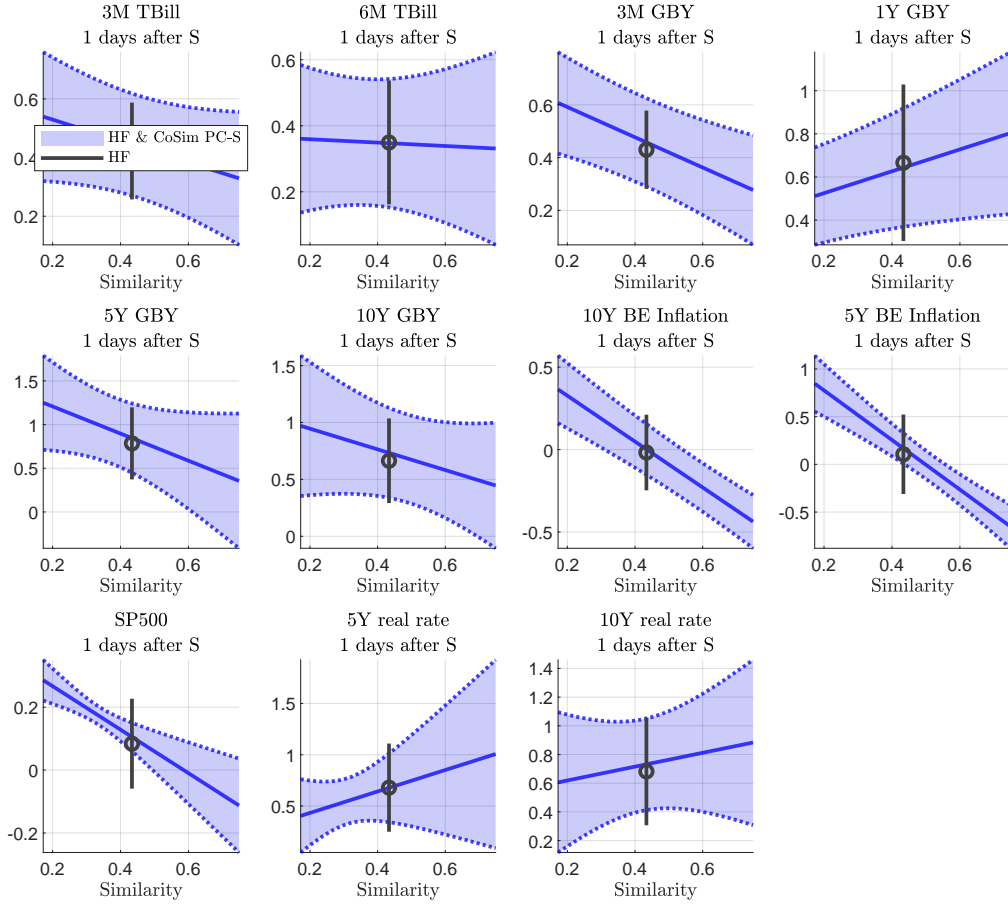 3M TBill
1 days after S
0.6
0.4
0.2
HF & CoSim PC-S
HF
0.2 0.4 0.6
Similarity
6M TBill
1 days after S
0.6
0.4
0.2
0.2 0.4 0.6
Similarity
3M GBY
1 days after S
0.6
0.4
0.2
0.2 0.4 0.6
Similarity
1Y GBY
1 days after S
1
0.8
0.6
0.4
0.2 0.4 0.6
Similarity
5Y GBY
1 days after S
1.5
1
0.5
0
0.2 0.4 0.6
Similarity
10Y GBY
1 days after S
1.5
1
0.5
0
0.2 0.4 0.6
Similarity
10Y BE Inflation
1 days after S
0.5
0
-0.5
0.2 0.4 0.6
Similarity
5Y BE Inflation
1 days after S
1
0.5
0
-0.5
0.2 0.4 0.6
Similarity
SP500
1 days after S
0.2
0
-0.2
0.2 0.4 0.6
Similarity
5Y real rate
1 days after S
1.5
1
0.5
0.2 0.4 0.6
Similarity
10Y real rate
1 days after S
1.4
1.2
1
0.8
0.6
0.4
0.2
0.2 0.4 0.6
Similarity